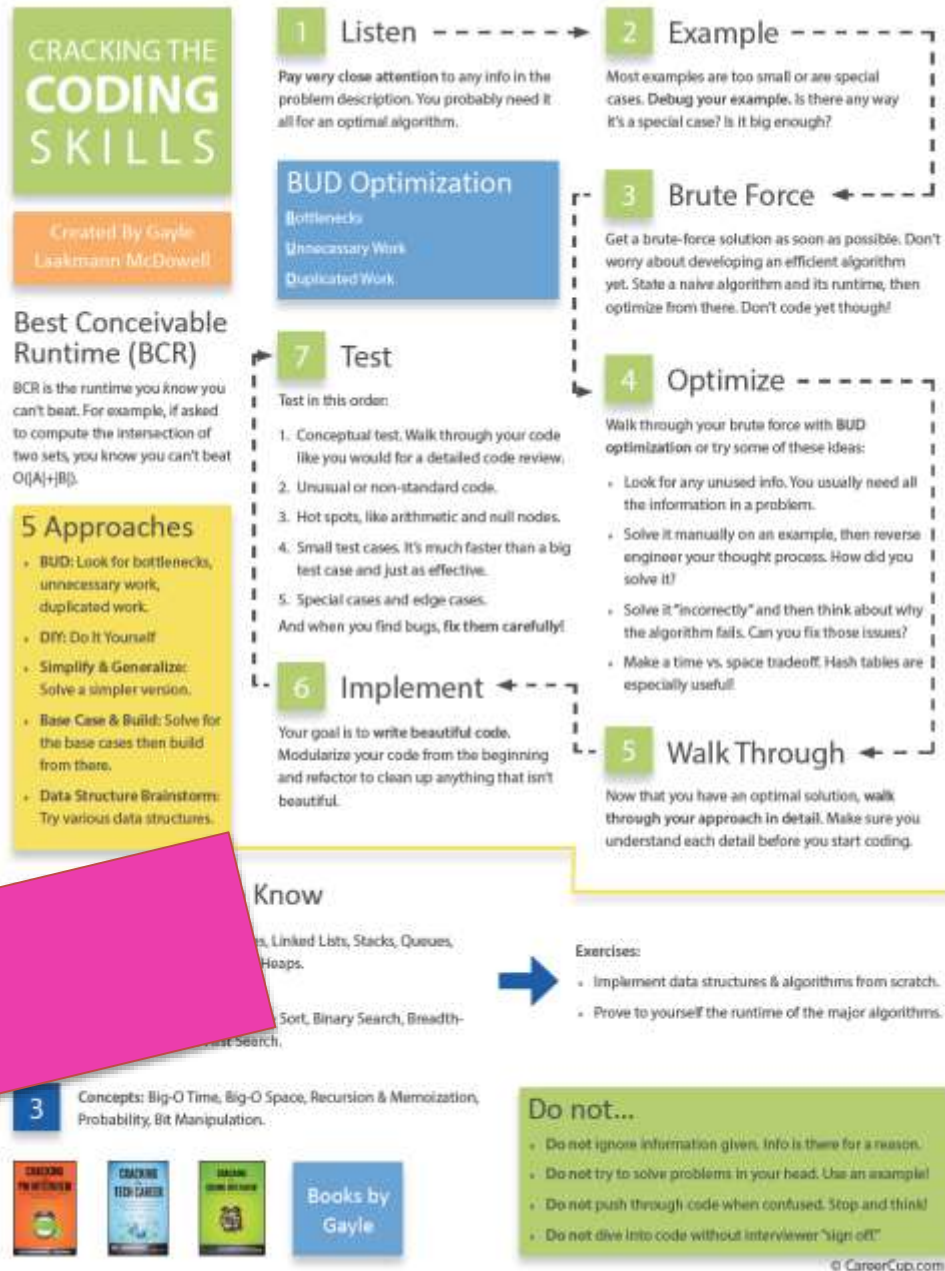 CRACKING THE
CODING
SKILLS
Created By Gayle
Laakmann McDowell
Best Conceivable
Runtime (BCR)
BCR is the runtime you know you
can't beat. For example, if asked
to compute the intersection of
two sets, you know you can't beat
O(|A|+|B|).
5 Approaches
• BUD: Look for bottlenecks,
unnecessary work,
duplicated work.
• DIY: Do It Yourself
• Simplify & Generalize:
Solve a simpler version.
• Base Case & Build: Solve for
the base cases then build
from there.
• Data Structure Brainstorm:
Try various data structures.
1 Listen
Pay very close attention to any info in the
problem description. You probably need it
all for an optimal algorithm.
BUD Optimization
Bottlenecks
Unnecessary Work
Duplicated Work
2 Example
Most examples are too small or are special
cases. Debug your example. Is there any way
it's a special case? Is it big enough?
3 Brute Force
Get a brute-force solution as soon as possible. Don't
worry about developing an efficient algorithm
yet. State a naive algorithm and its runtime, then
optimize from there. Don't code yet though!
4 Optimize
Walk through your brute force with BUD
optimization or try some of these ideas:
• Look for any unused info. You usually need all
the information in a problem.
• Solve it manually on an example, then reverse
engineer your thought process. How did you
solve it?
• Solve it "incorrectly" and then think about why
the algorithm fails. Can you fix those issues?
• Make a time vs. space tradeoff. Hash tables are
especially useful!
5 Walk Through
Now that you have an optimal solution, walk
through your approach in detail. Make sure you
understand each detail before you start coding.
6 Implement
Your goal is to write beautiful code.
Modularize your code from the beginning
and refactor to clean up anything that isn't
beautiful.
7 Test
Test in this order:
1. Conceptual test. Walk through your code
like you would for a detailed code review.
2. Unusual or non-standard code.
3. Hot spots, like arithmetic and null nodes.
4. Small test cases. It's much faster than a big
test case and just as effective.
5. Special cases and edge cases.
And when you find bugs, fix them carefully!
Know
Linked Lists, Stacks, Queues,
Heaps.
Sort, Binary Search, Breadth-
Search.
3 Concepts: Big-O Time, Big-O Space, Recursion & Memoization,
Probability, Bit Manipulation.
Exercises:
• Implement data structures & algorithms from scratch.
• Prove to yourself the runtime of the major algorithms.
CRACKING
PM INTERVIEW
CRACKING
TECH CAREER
CRACKING
CODING INTERVIEW
Books by
Gayle
Do not...
• Do not ignore information given. Info is there for a reason.
• Do not try to solve problems in your head. Use an example!
• Do not push through code when confused. Stop and think!
• Do not dive into code without interviewer "sign off."
© CareerCup.com